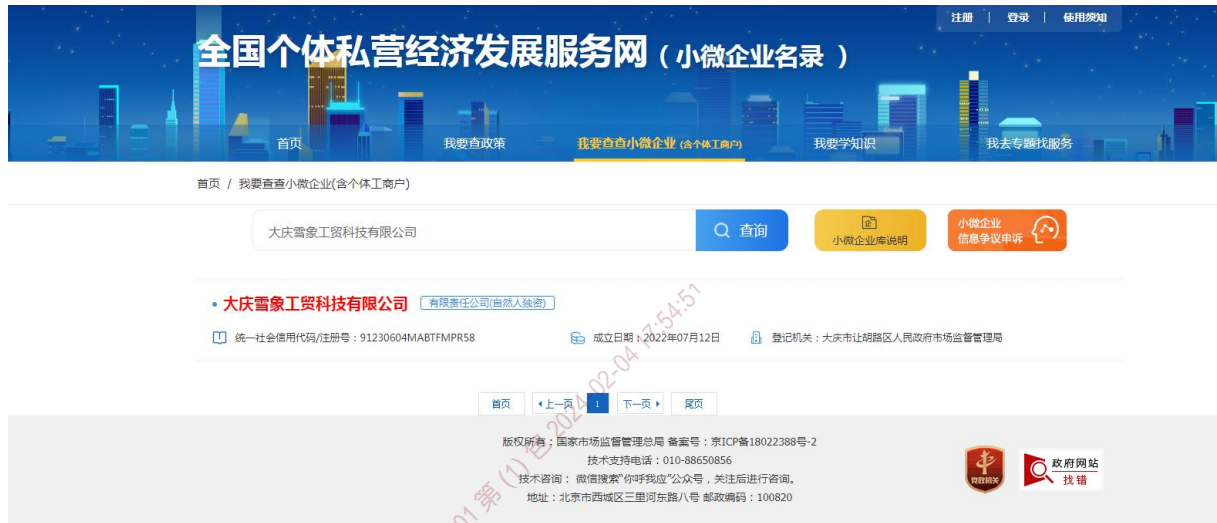 注册 | 登录 | 使用须知
全国个体私营经济发展服务网（小微企业名录 ）
首页 我要查政策 我要查查小微企业 (含个体工商户) 我要学知识 我去专题找服务
首页 / 我要查查小微企业(含个体工商户)
大庆雪象工贸科技有限公司 查询 小微企业库说明 小微企业
信息争议申诉
大庆雪象工贸科技有限公司 有限责任公司(自然人独资)
统一社会信用代码/注册号：91230604MABTFMPR58 成立日期：2022年07月12日 登记机关：大庆市让胡路区人民政府市场监督管理局
首页 上一页 1 下一页 尾页
版权所有：国家市场监督管理总局 备案号：京ICP备18022388号-2
技术支持电话：010-88650856
技术咨询： 微信搜索“你呼我应”公众号，关注后进行咨询。
地址：北京市西城区三里河东路八号 邮政编码：100820
党政机关
政府网站
找错
01 第 (1) 包 2024-02-04 17:54:51